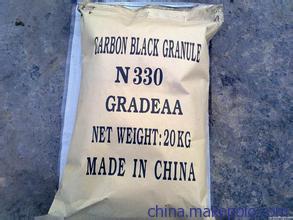 CARBON BLACK GRANULE
N330
GRADEAA
NET WEIGHT:20KG
MADE IN CHINA
china.makepolo.com